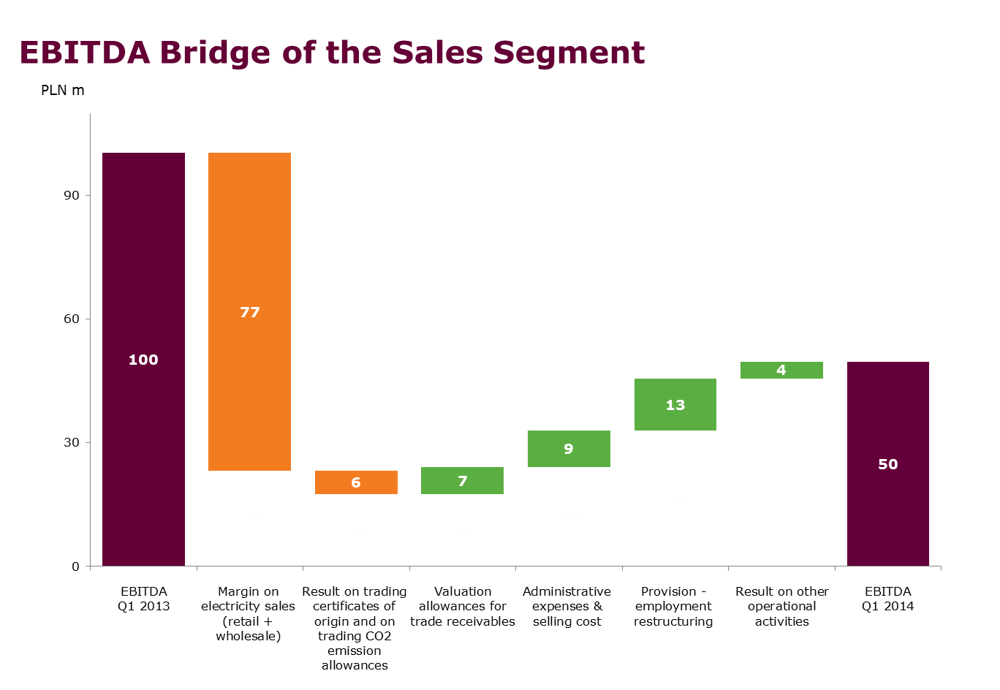 EBITDA Bridge of the Sales Segment
PLN m
90
60
30
0
100
77
6
7
9
13
4
50
EBITDA
Q1 2013
Margin on
electricity sales
(retail +
wholesale)
Result on trading
certificates of
origin and on
trading CO2
emission
allowances
Valuation
allowances for
trade receivables
Administrative
expenses &
selling cost
Provision -
employment
restructuring
Result on other
operational
activities
EBITDA
Q1 2014